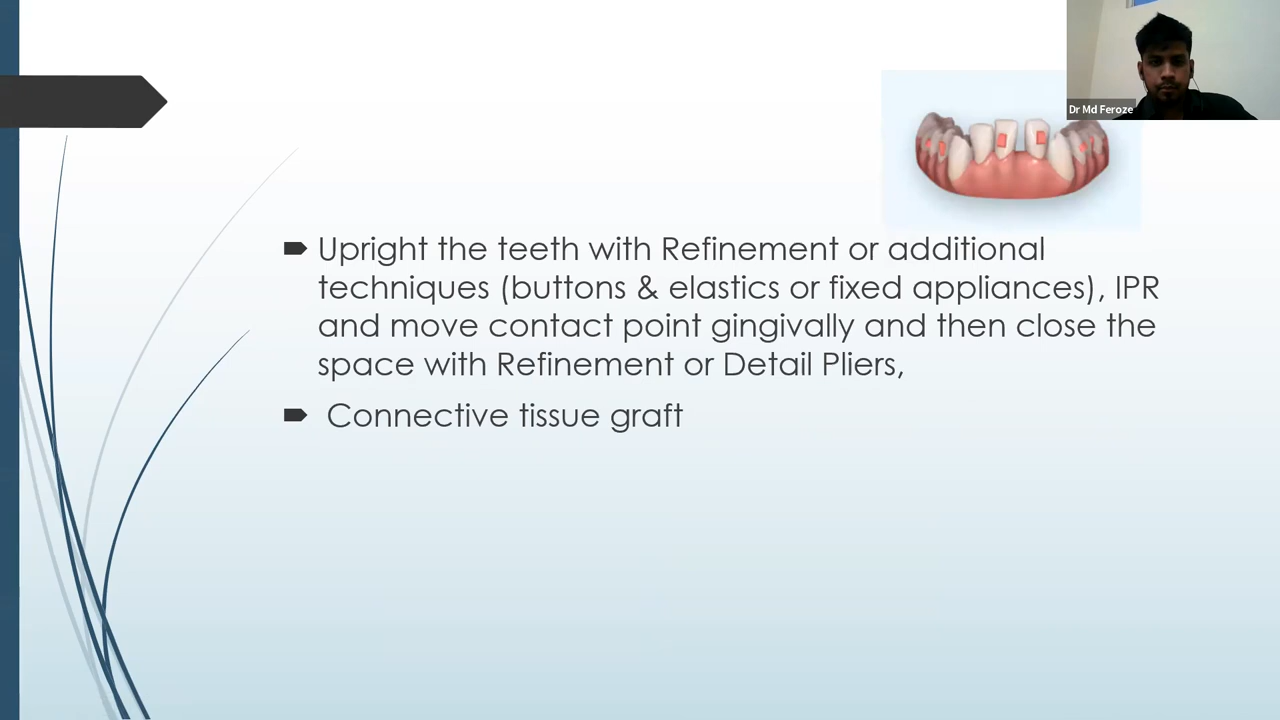 Dr Md Feroze
Upright the teeth with Refinement or additional
techniques (buttons & elastics or fixed appliances), IPR
and move contact point gingivally and then close the
space with Refinement or Detail Pliers,
Connective tissue graft